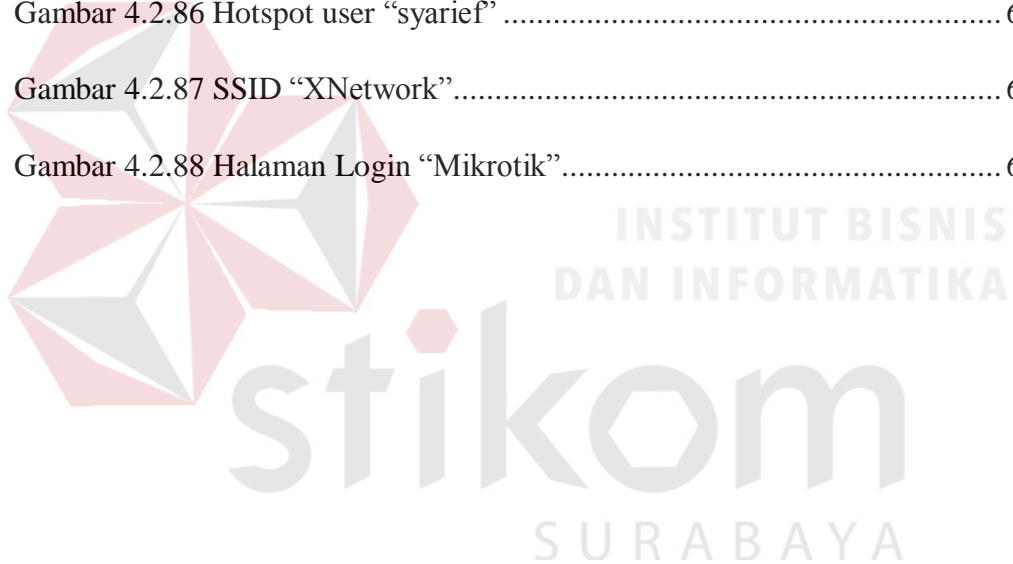 Gambar 4.2.86 Hotspot user “syarief” ............................................................ 6
Gambar 4.2.87 SSID “XNetwork”.................................................................. 6
Gambar 4.2.88 Halaman Login “Mikrotik”..................................................... 6
INSTITUT BISNIS
DAN INFORMATIKA
stikom
SURABAYA